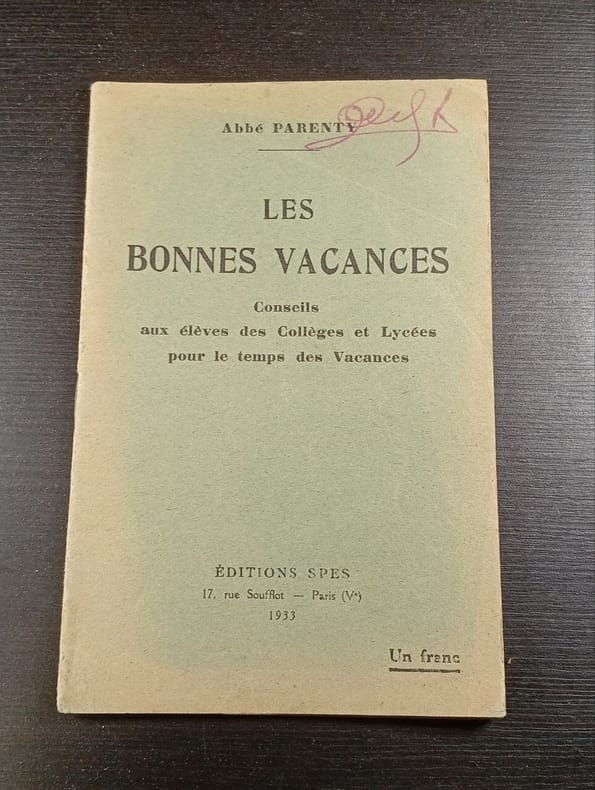 Abbé PARENTY
LES
BONNES VACANCES
Conseils
aux élèves des Collèges et Lycées
pour le temps des Vacances
ÉDITIONS SPES
17, rue Soufflot — Paris (Vᵉ)
1933
Un franc